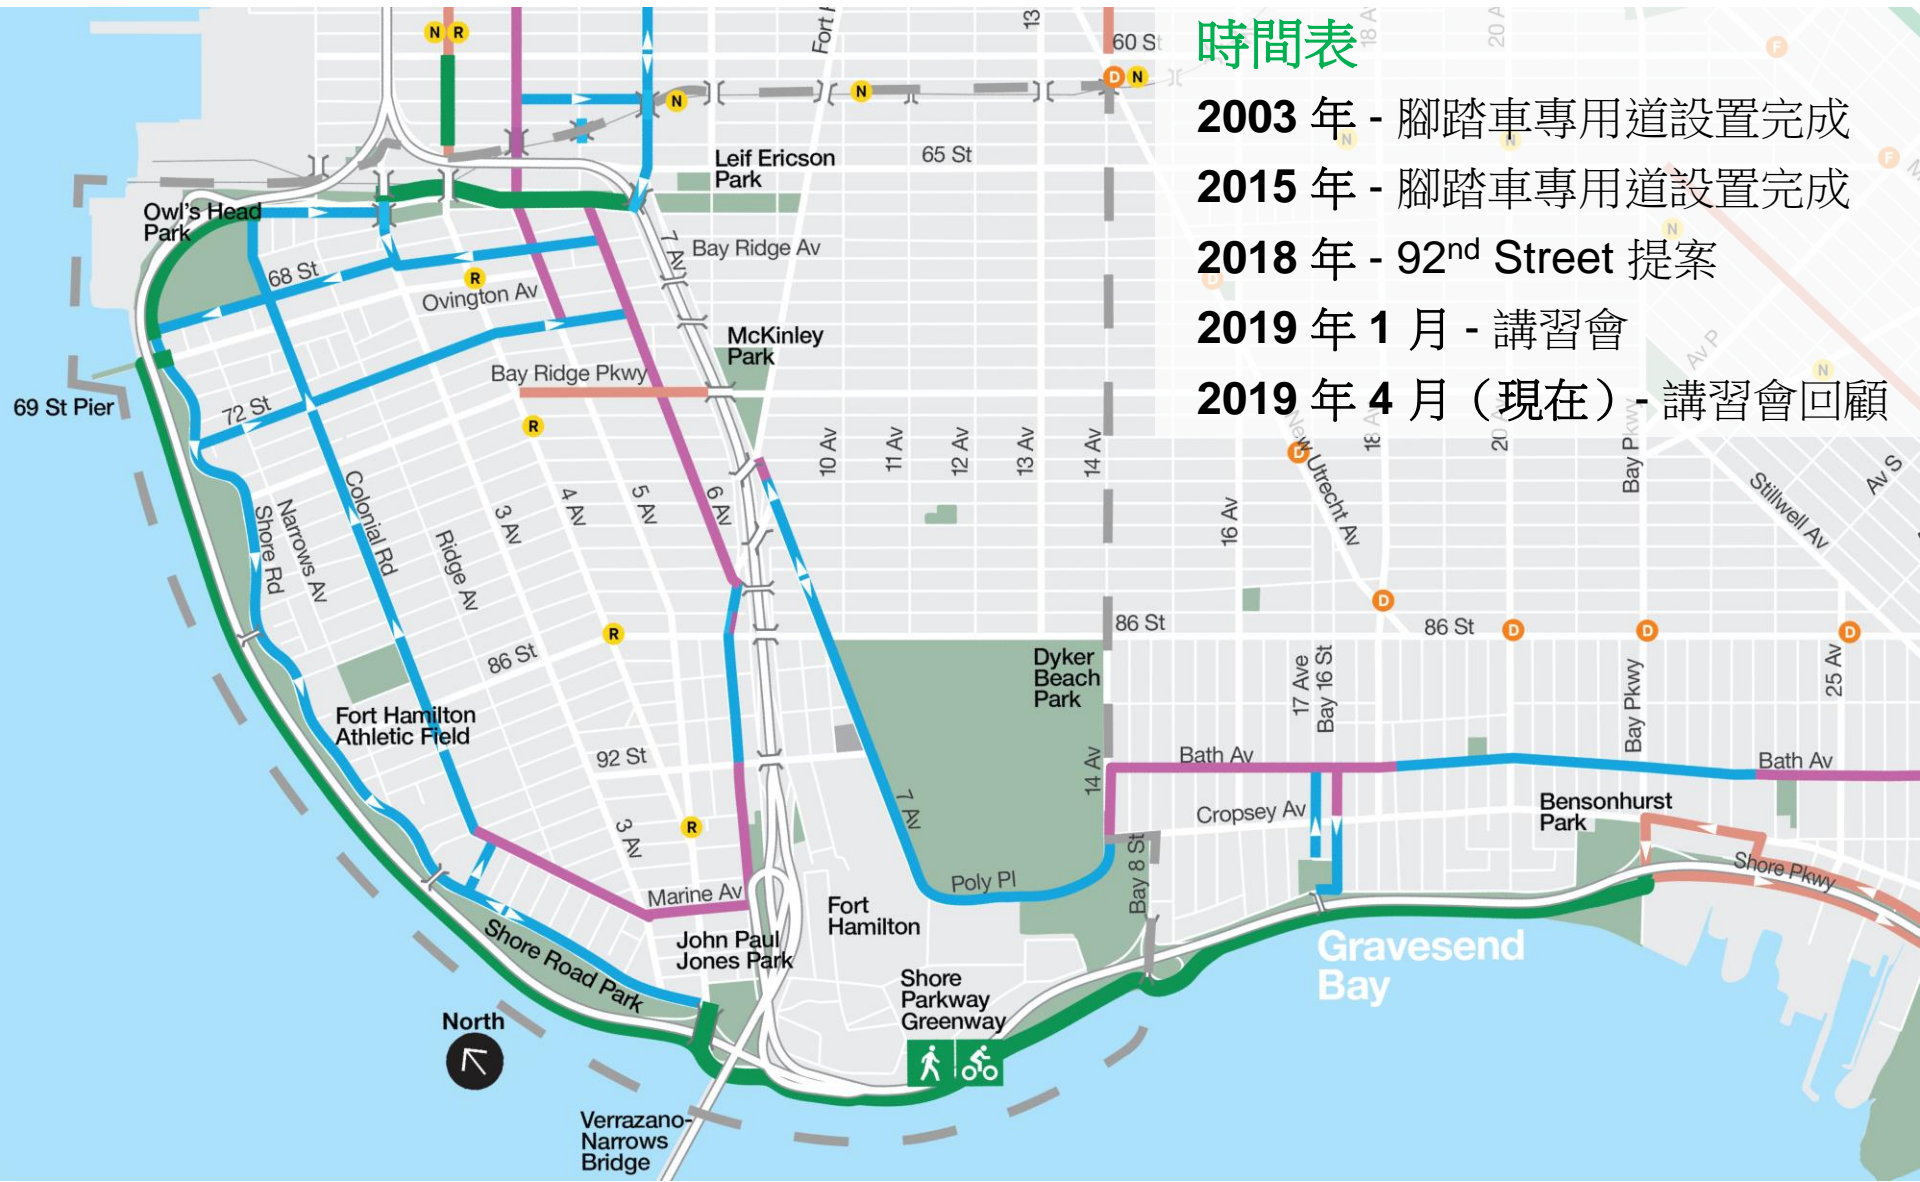 時間表
2003 年 - 腳踏車專用道設置完成
2015 年 - 腳踏車專用道設置完成
2018 年 - 92nd Street 提案
2019 年 1 月 - 講習會
2019 年 4 月（現在）- 講習會回顧
N R
13
60 St
18 A
20 A
F
D N
N
N
N
N
F
Leif Ericson
Park
65 St
Owl's Head
Park
7 Av
Bay Ridge Av
N
68 St
R
Ovington Av
D
McKinley
Park
Av P
N
Bay Ridge Pkwy
69 St Pier
72 St
R
10 Av
11 Av
12 Av
13 Av
14 Av
D
New Utrecht Av
18 Av
20 Av
Bay Pkwy
Av S
Stillwell Av
Colonial Rd
Narrows Av
Shore Rd
Ridge Av
3 Av
4 Av
5 Av
6 Av
16 Av
D
86 St
R
86 St
86 St
D
D
D
Dyker
Beach
Park
17 Ave
Bay 16 St
Bay Pkwy
25 Av
Fort Hamilton
Athletic Field
92 St
14 Av
Bath Av
Bath Av
7 Av
Cropsey Av
Bensonhurst
Park
3 Av
R
Bay 8 St
Shore Pkwy
Marine Av
Poly Pl
Fort
Hamilton
Shore Road Park
John Paul
Jones Park
Gravesend
Bay
Shore
Parkway
Greenway
North
Verrazano-
Narrows
Bridge